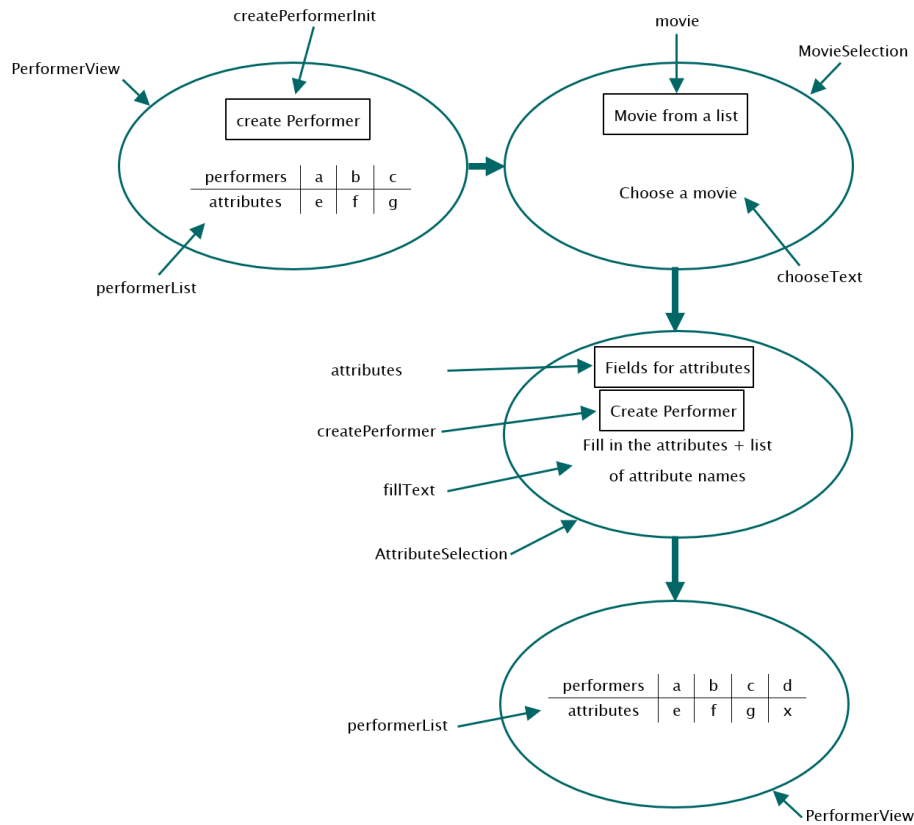 createPerformerInit
movie
PerformerView
MovieSelection
create Performer
Movie from a list
performers a b c
attributes e f g
Choose a movie
performerList
chooseText
attributes
Fields for attributes
createPerformer
Create Performer
Fill in the attributes + list
of attribute names
fillText
AttributeSelection
performers a b c d
attributes e f g x
performerList
PerformerView